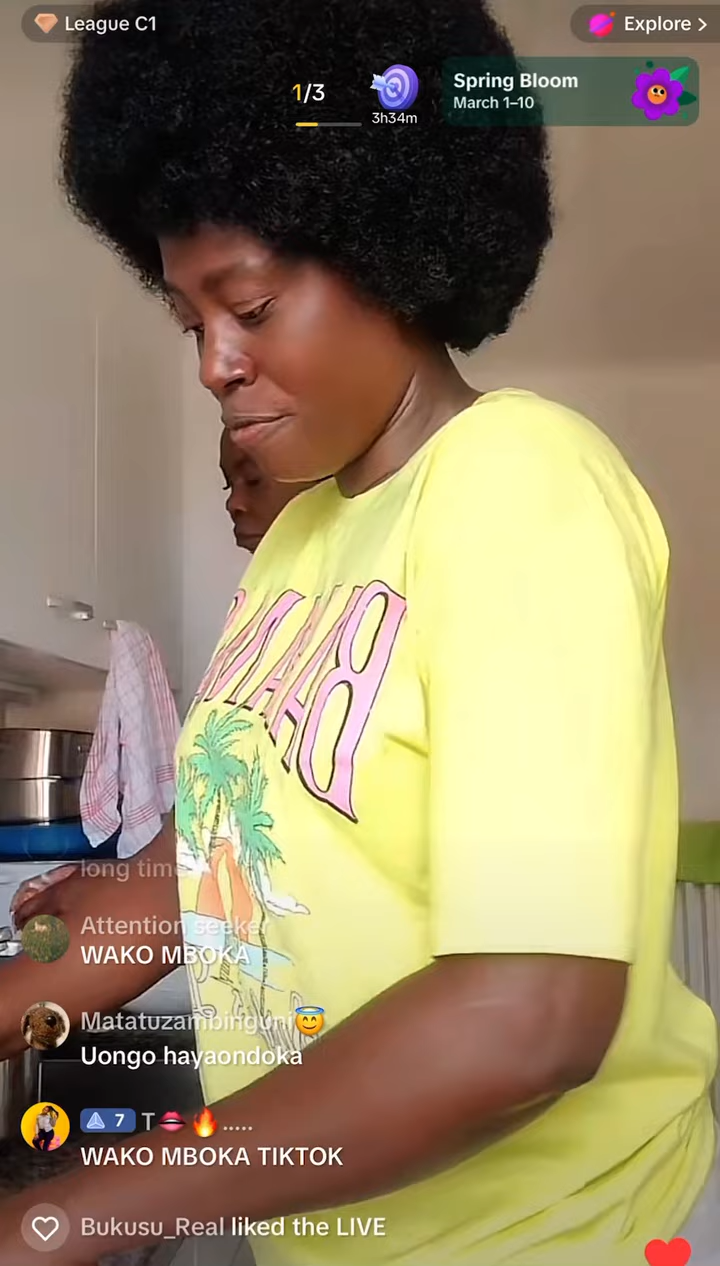 League C1
Explore >
1/3
3h34m
Spring Bloom
March 1–10
long time
Attention seeker
WAKO MBOKA
Matatuzambinguni😇
Uongo hayaondoka
7 T👄🔥.....
WAKO MBOKA TIKTOK
Bukusu_Real liked the LIVE